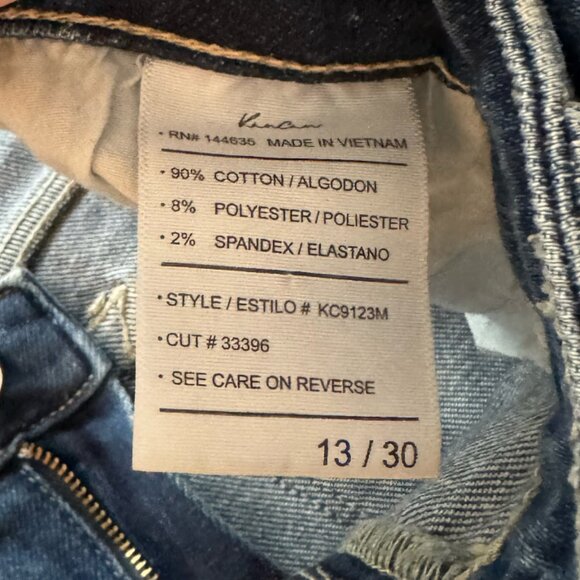 Kancan
• RN# 144635 MADE IN VIETNAM
• 90% COTTON / ALGODON
• 8% POLYESTER / POLIESTER
• 2% SPANDEX / ELASTANO
• STYLE / ESTILO # KC9123M
• CUT # 33396
• SEE CARE ON REVERSE
13 / 30